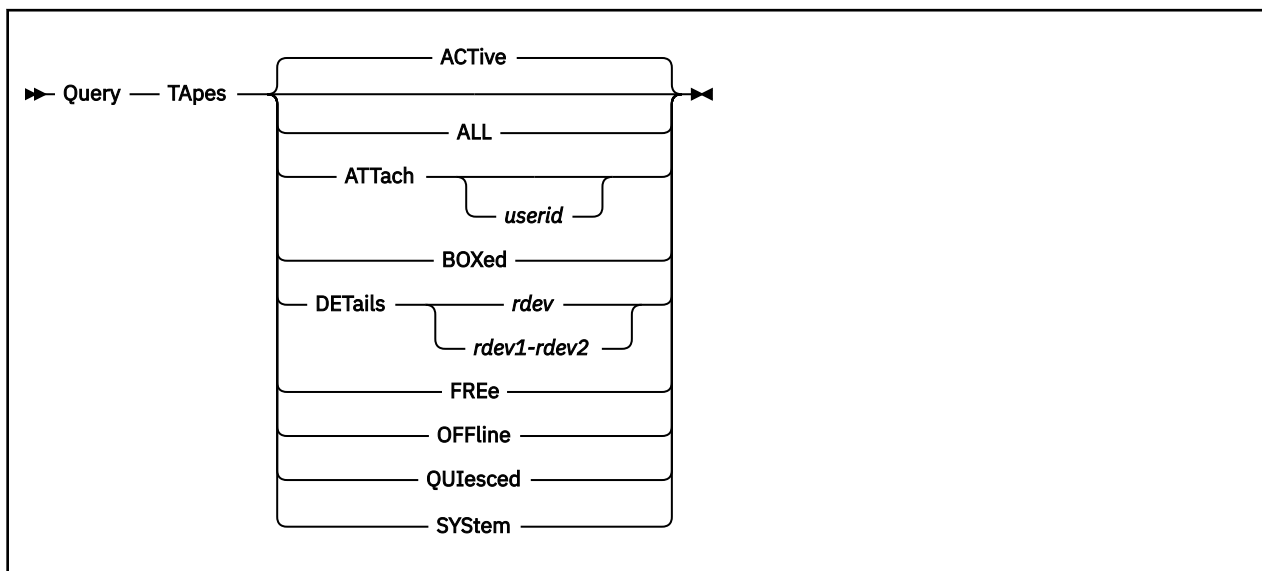 ACTive
Query TApes
ALL
ATTach
userid
BOXed
DETails rdev
rdev1-rdev2
FREe
OFFline
QUIesced
SYStem